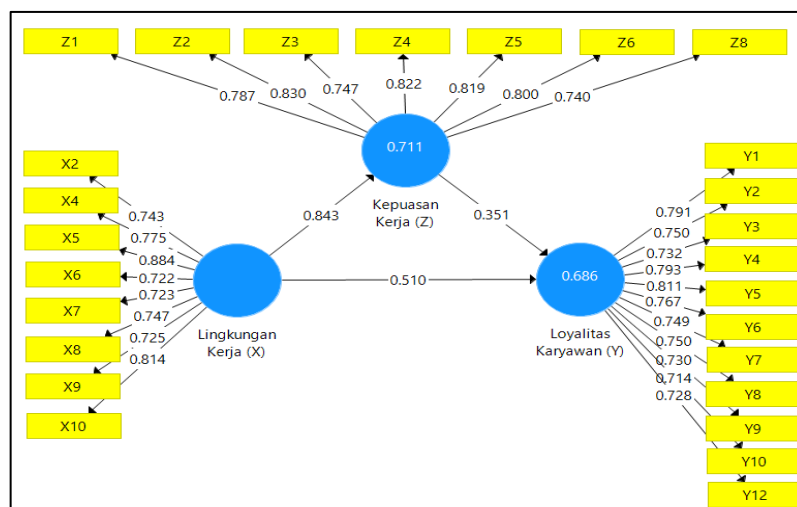 Z1
Z2
Z3
Z4
Z5
Z6
Z8
0.787
0.830
0.747
0.822
0.819
0.800
0.740
0.711
Kepuasan
Kerja (Z)
X2
X4
X5
X6
X7
X8
X9
X10
0.743
0.775
0.884
0.722
0.723
0.747
0.725
0.814
Lingkungan
Kerja (X)
0.843
0.351
0.510
0.686
Loyalitas
Karyawan (Y)
0.791
0.750
0.732
0.793
0.811
0.767
0.749
0.750
0.730
0.714
0.728
Y1
Y2
Y3
Y4
Y5
Y6
Y7
Y8
Y9
Y10
Y12